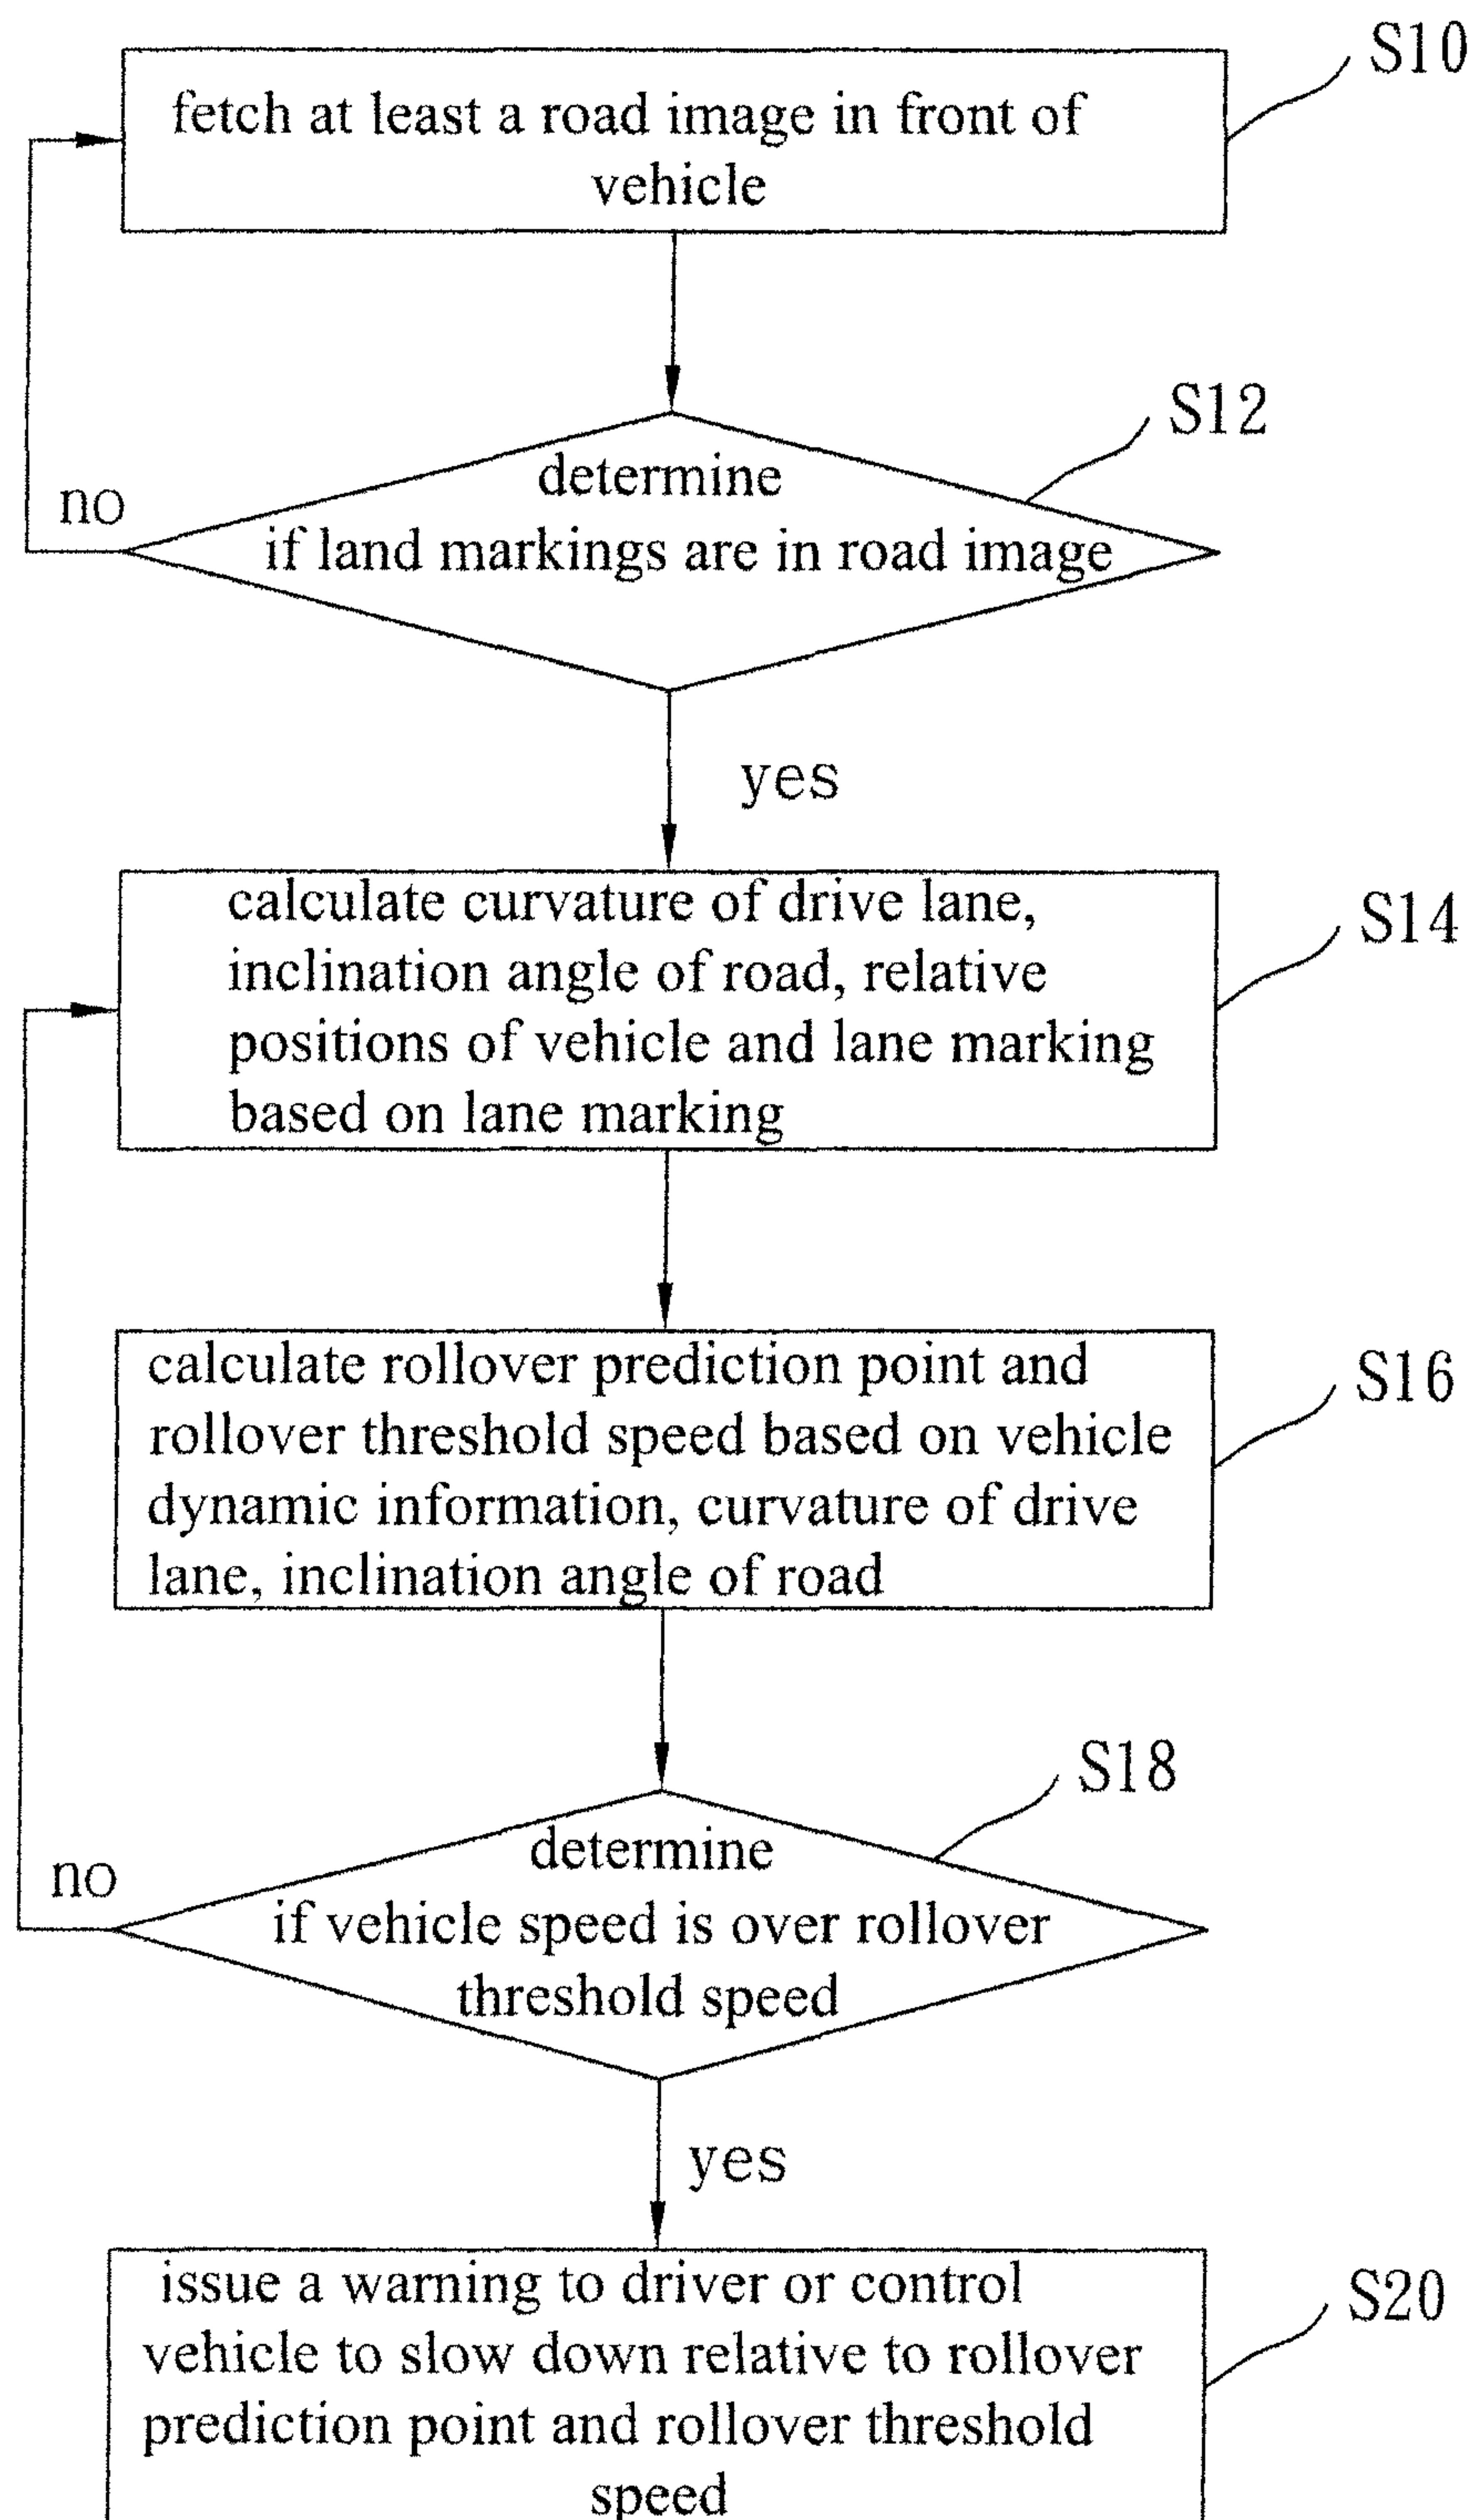 S10
fetch at least a road image in front of
vehicle
S12
determine
if land markings are in road image
no
yes
S14
calculate curvature of drive lane,
inclination angle of road, relative
positions of vehicle and lane marking
based on lane marking
S16
calculate rollover prediction point and
rollover threshold speed based on vehicle
dynamic information, curvature of drive
lane, inclination angle of road
S18
determine
if vehicle speed is over rollover
threshold speed
no
yes
S20
issue a warning to driver or control
vehicle to slow down relative to rollover
prediction point and rollover threshold
speed